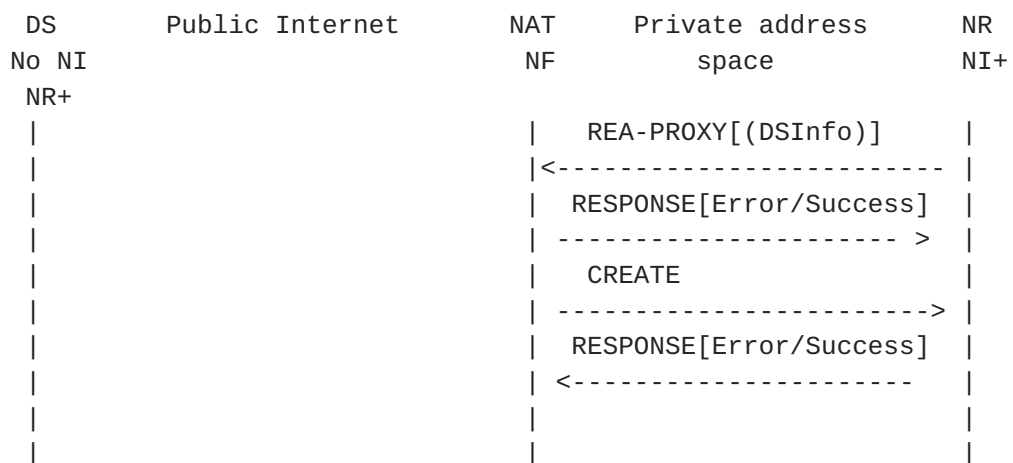 DS Public Internet NAT Private address NR
No NI NF space NI+
NR+
| | REA-PROXY[(DSInfo)] |
| |<------------------------- |
| | RESPONSE[Error/Success] |
| | ---------------------- > |
| | CREATE |
| | ------------------------> |
| | RESPONSE[Error/Success] |
| | <---------------------- |
| | |
| | |